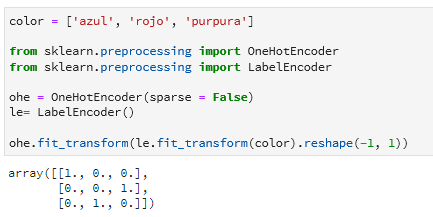 color = ['azul', 'rojo', 'purpura']
from sklearn.preprocessing import OneHotEncoder
from sklearn.preprocessing import LabelEncoder
ohe = OneHotEncoder(sparse = False)
le= LabelEncoder()
ohe.fit_transform(le.fit_transform(color).reshape(-1, 1))
array([[1., 0., 0.],
[0., 0., 1.],
[0., 1., 0.]])